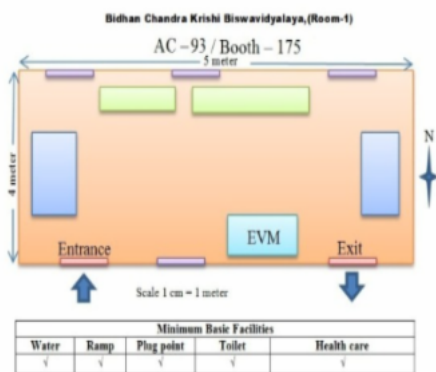 Bidhan Chandra Krishi Biswavidyalaya,(Room-1)
AC –93 / Booth – 175
5 meter
4 meter
N
EVM
Entrance
Exit
Scale 1 cm = 1 meter
Minimum Basic Facilities
Water Ramp Plug point Toilet Health care
√ √ √ √ √